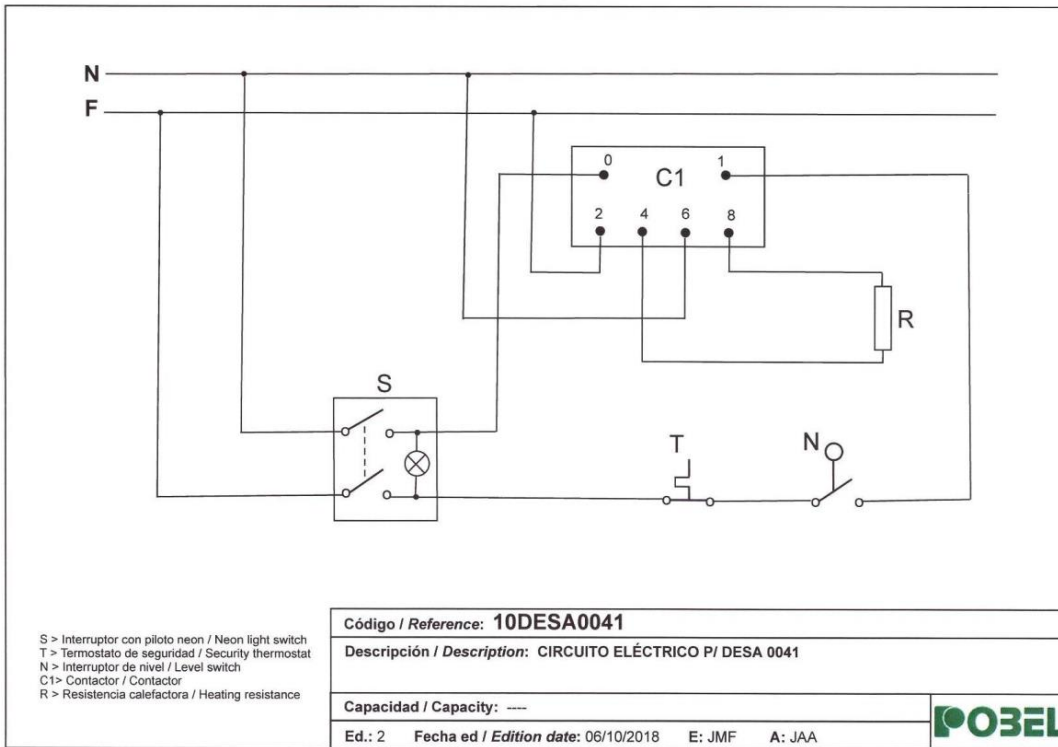 N
F
0 1
C1
2 4 6 8
R
S
T N
S > Interruptor con piloto neon / Neon light switch
T > Termostato de seguridad / Security thermostat
N > Interruptor de nivel / Level switch
C1> Contactor / Contactor
R > Resistencia calefactora / Heating resistance
Código / Reference: 10DESA0041
Descripción / Description: CIRCUITO ELÉCTRICO P/ DESA 0041
Capacidad / Capacity: ----
Ed.: 2 Fecha ed / Edition date: 06/10/2018 E: JMF A: JAA
POBEL